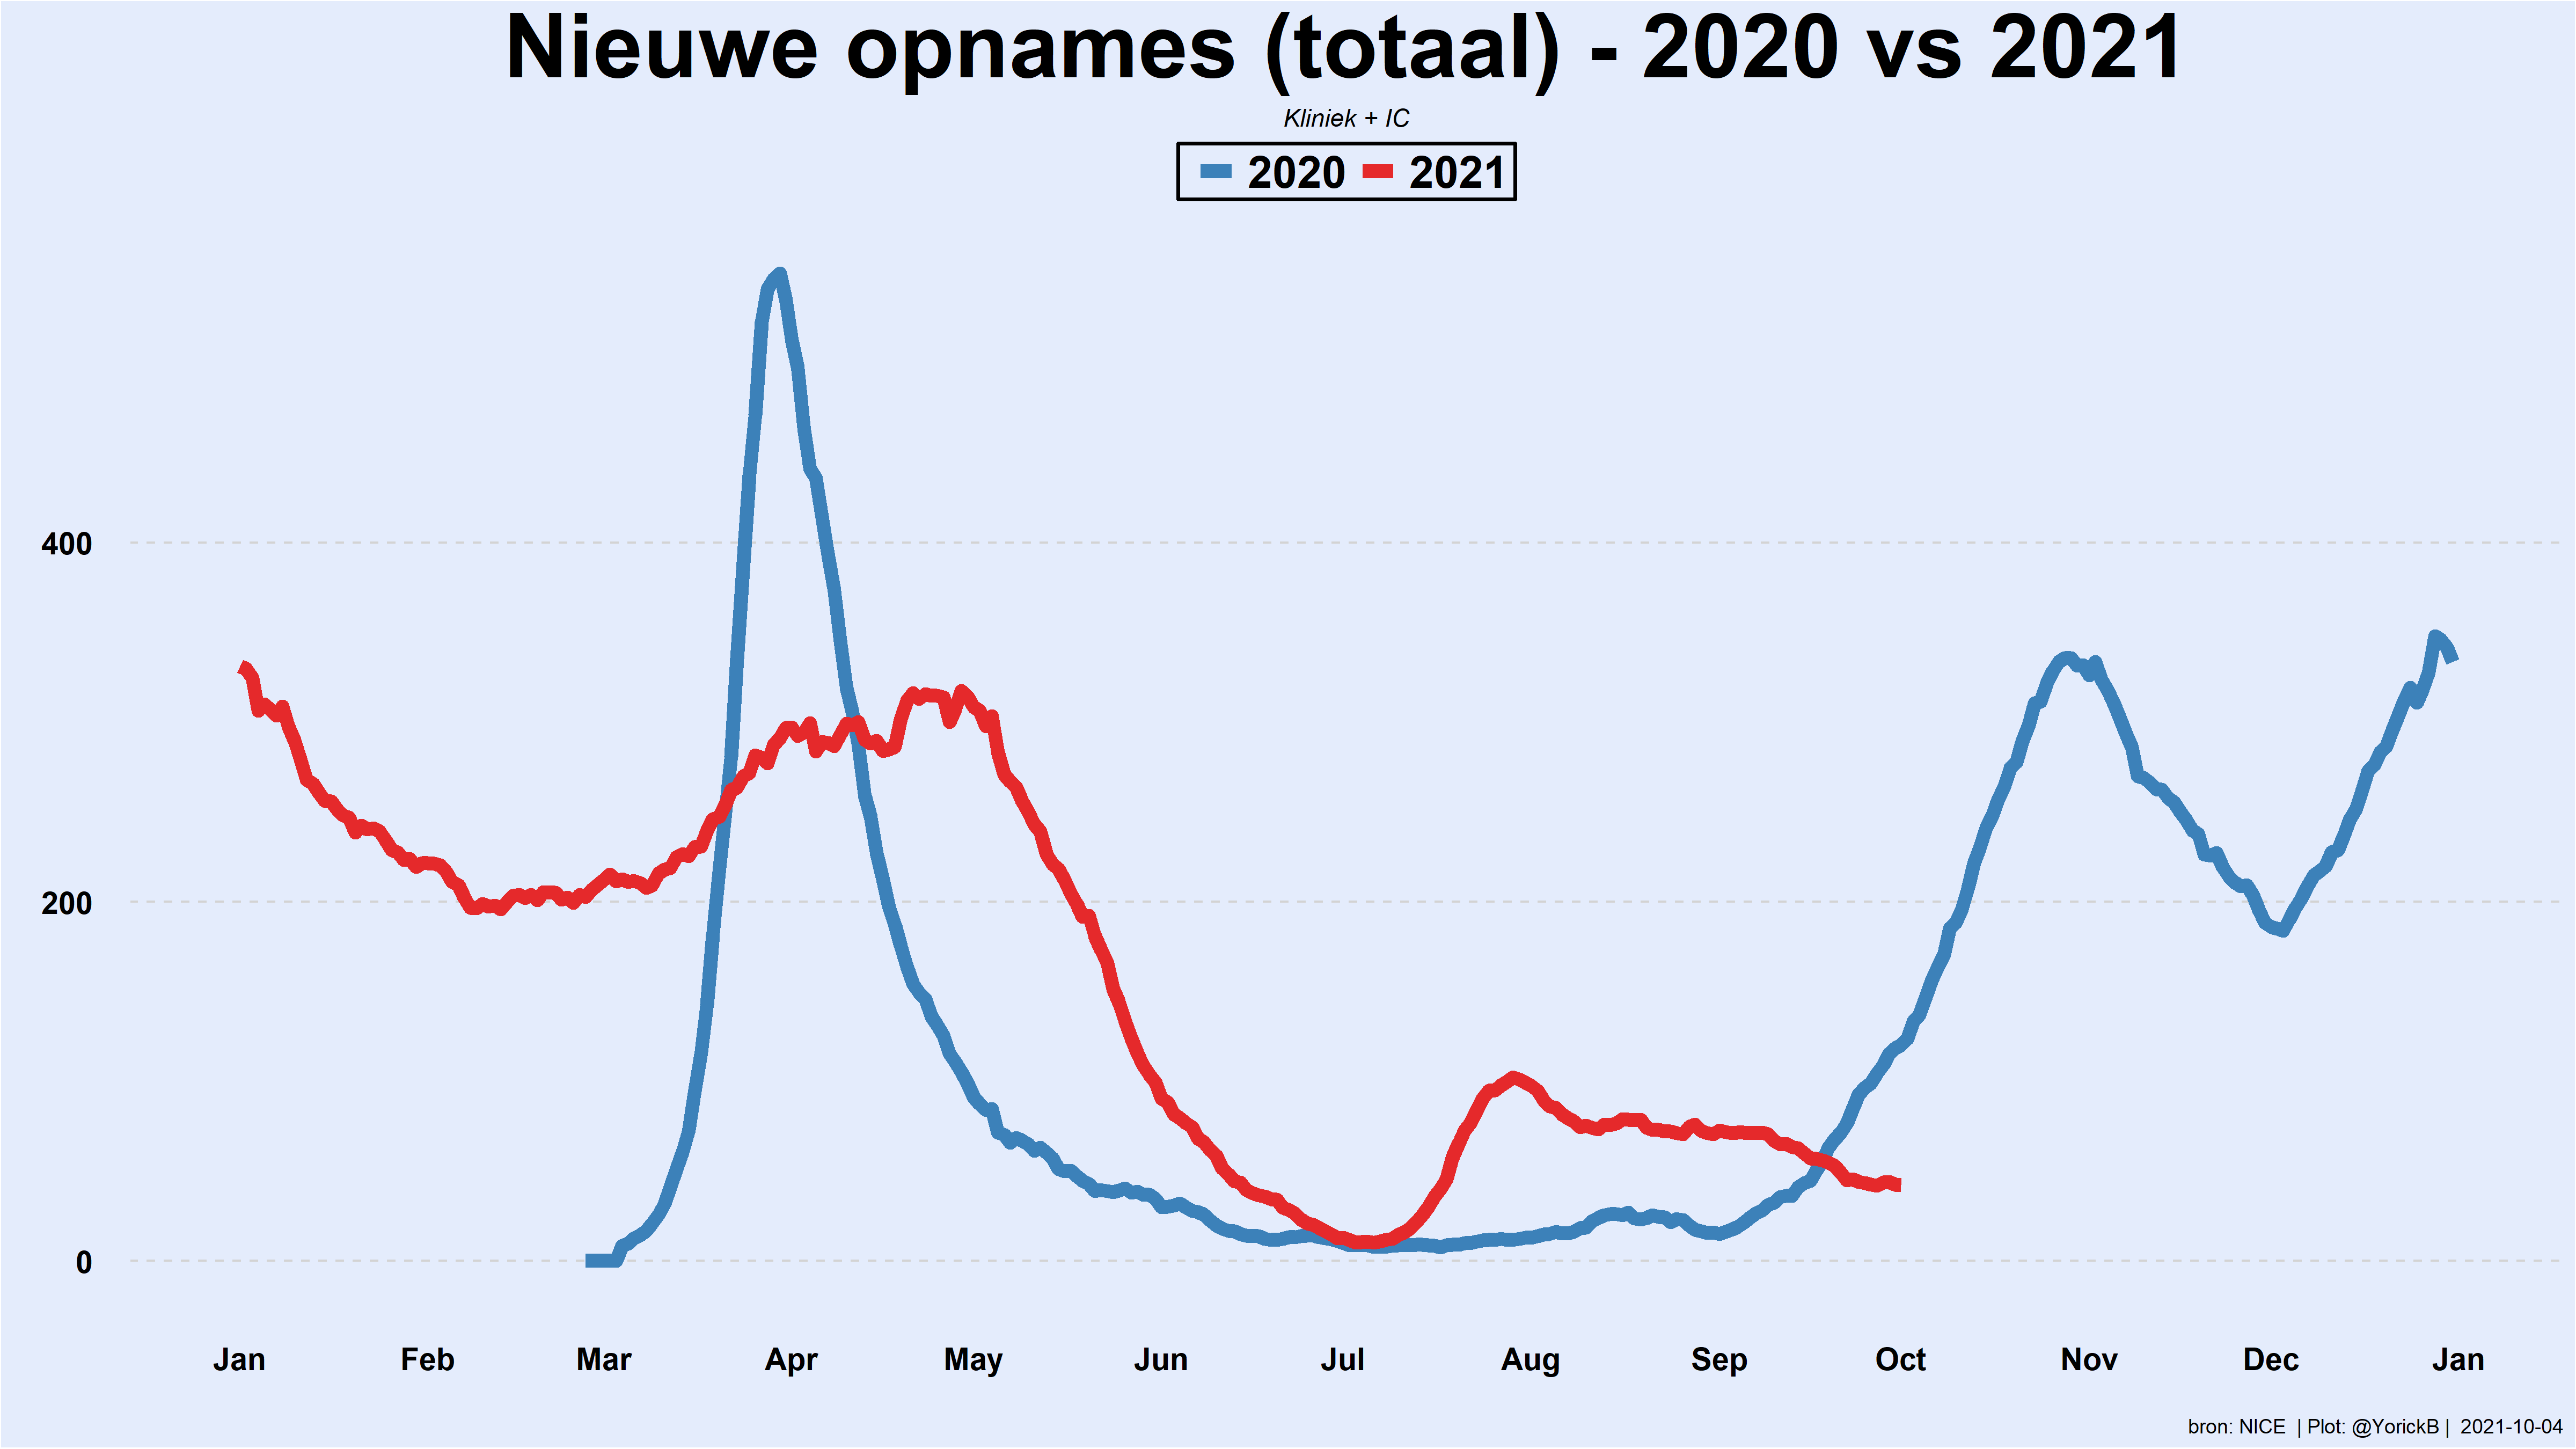 Nieuwe opnames (totaal) - 2020 vs 2021
Kliniek + IC
2020 2021
400
200
0
Jan Feb Mar Apr May Jun Jul Aug Sep Oct Nov Dec Jan
bron: NICE | Plot: @YorickB | 2021-10-04